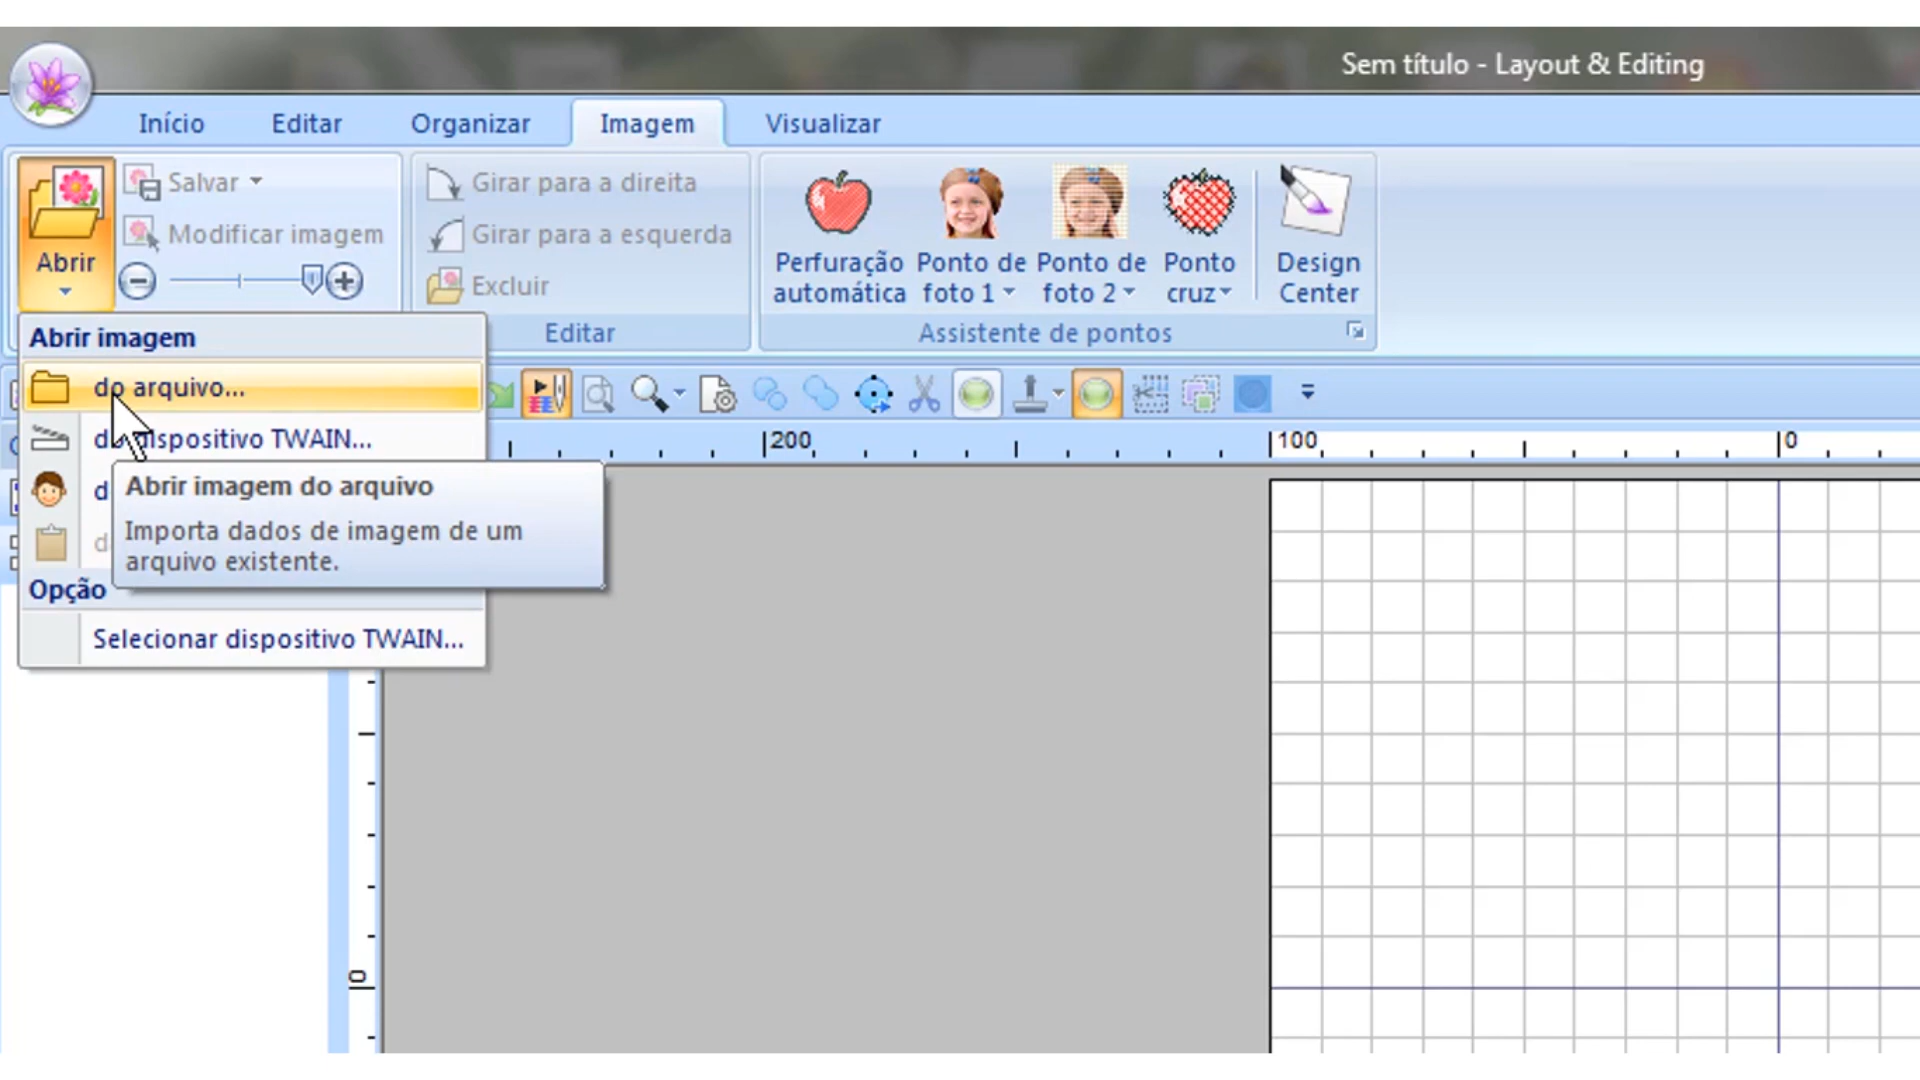 Sem título - Layout & Editing
Início Editar Organizar Imagem Visualizar
Abrir
Salvar
Modificar imagem
Girar para a direita
Girar para a esquerda
Excluir
Editar
Perfuração
automática
Ponto de
foto 1
Ponto de
foto 2
Ponto
cruz
Design
Center
Assistente de pontos
Abrir imagem
do arquivo...
dispositivo TWAIN...
Abrir imagem do arquivo
Importa dados de imagem de um
arquivo existente.
Opção
Selecionar dispositivo TWAIN...
200 100 0
0